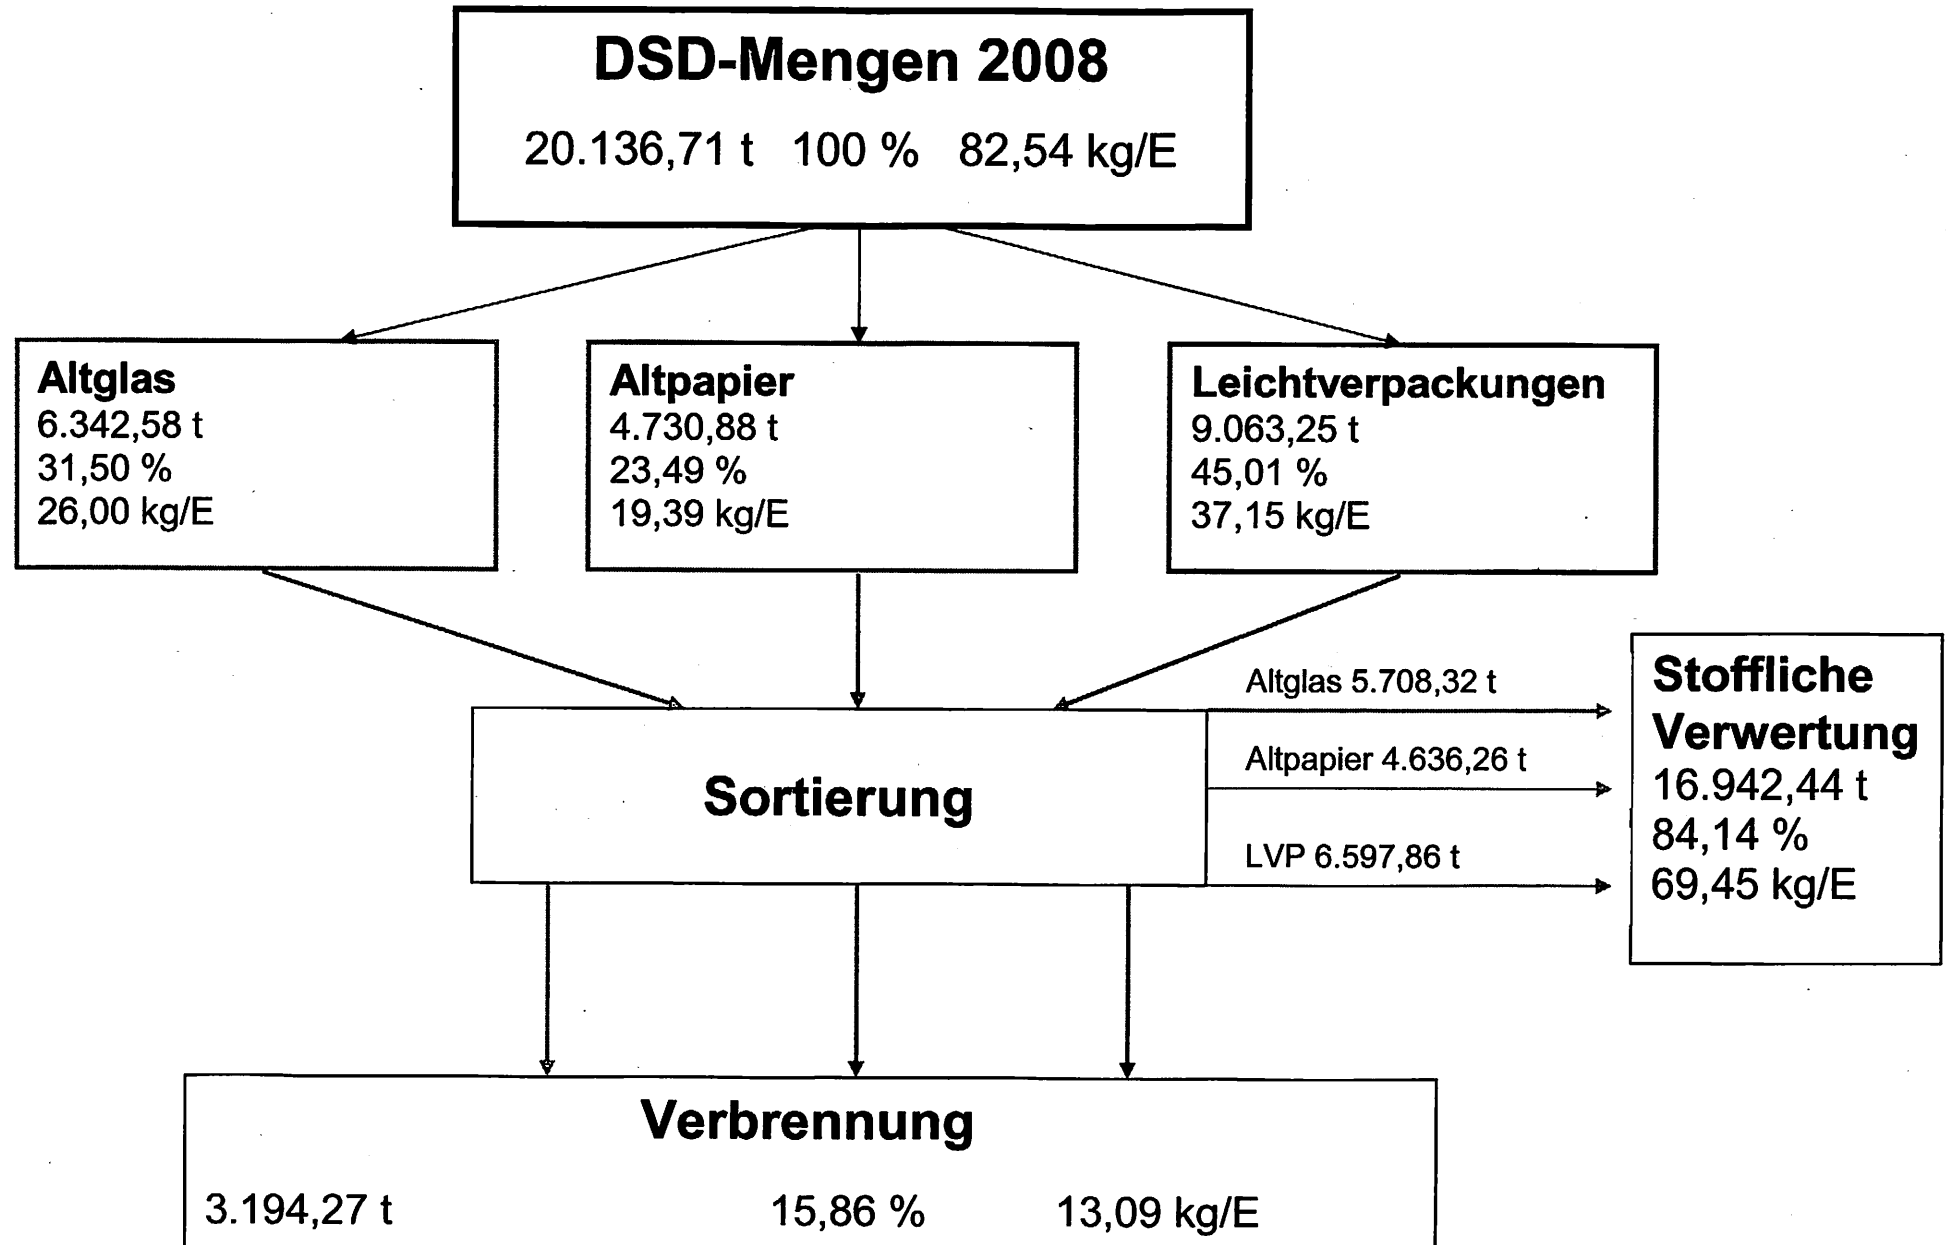 DSD-Mengen 2008
20.136,71 t 100 % 82,54 kg/E
Altglas
6.342,58 t
31,50 %
26,00 kg/E
Altpapier
4.730,88 t
23,49 %
19,39 kg/E
Leichtverpackungen
9.063,25 t
45,01 %
37,15 kg/E
Sortierung
Altglas 5.708,32 t
Altpapier 4.636,26 t
LVP 6.597,86 t
Stoffliche
Verwertung
16.942,44 t
84,14 %
69,45 kg/E
Verbrennung
3.194,27 t 15,86 % 13,09 kg/E